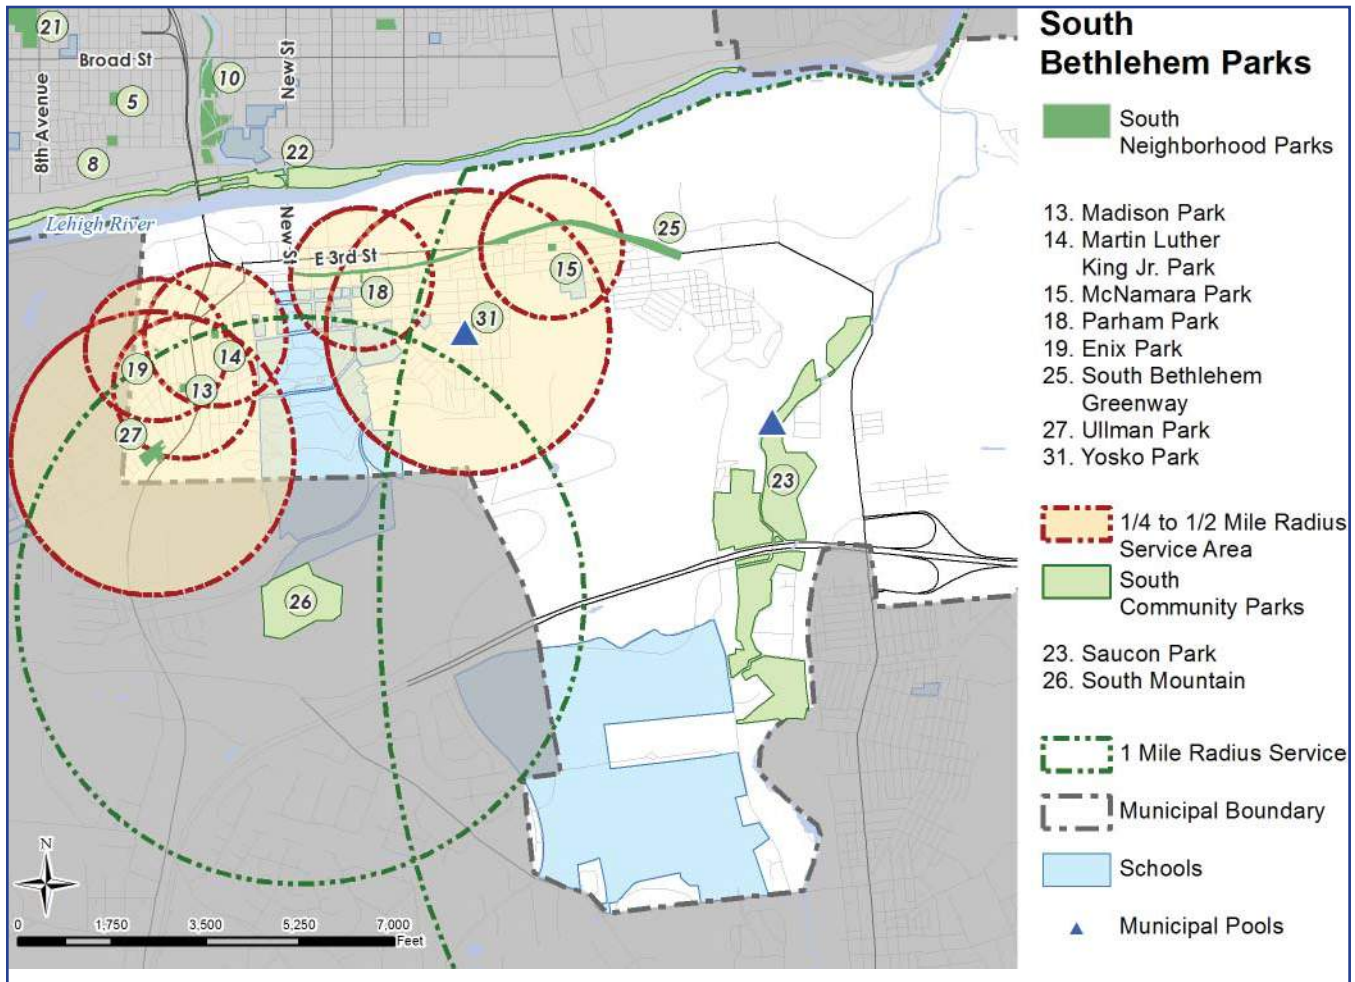 South
Bethlehem Parks
South
Neighborhood Parks
13. Madison Park
14. Martin Luther
King Jr. Park
15. McNamara Park
18. Parham Park
19. Enix Park
25. South Bethlehem
Greenway
27. Ullman Park
31. Yosko Park
1/4 to 1/2 Mile Radius
Service Area
South
Community Parks
23. Saucon Park
26. South Mountain
1 Mile Radius Service
Municipal Boundary
Schools
Municipal Pools
21
Broad St
8th Avenue
New St
10
5
8
22
Lehigh River
New St
E 3rd St
25
15
18
31
14
19
13
27
23
26
N
0 1,750 3,500 5,250 7,000
Feet